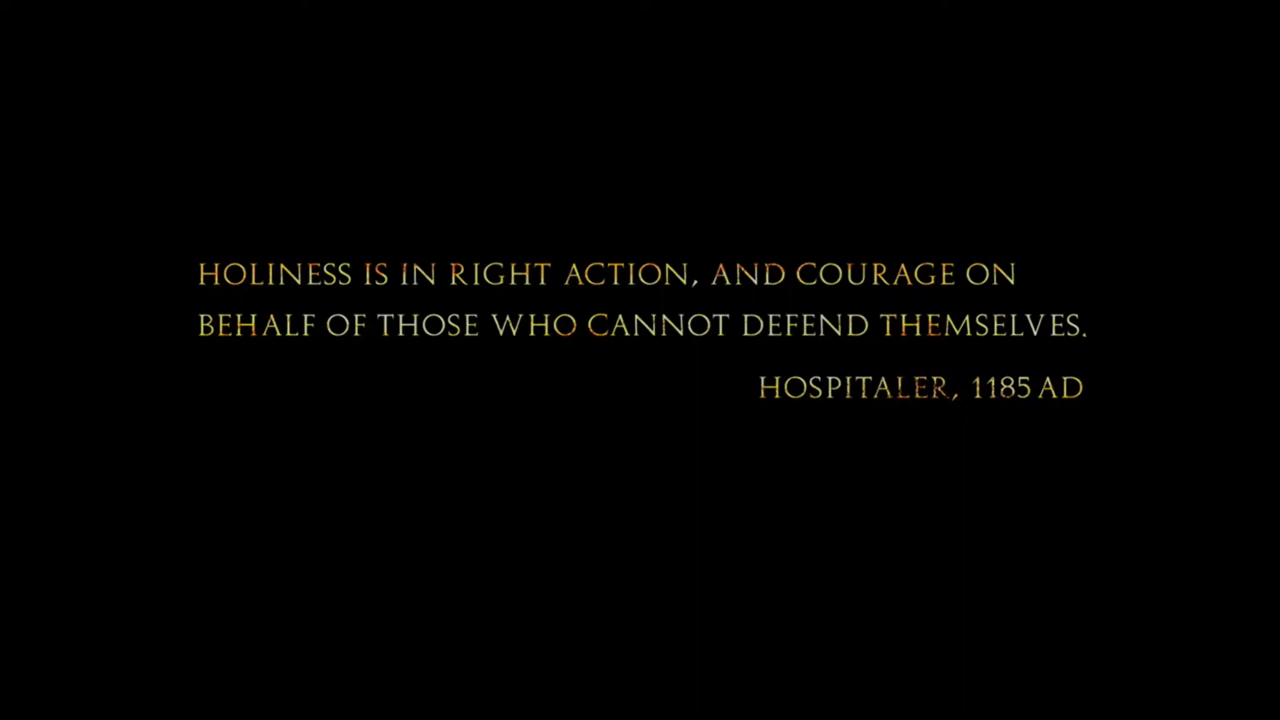 HOLINESS IS IN RIGHT ACTION, AND COURAGE ON
BEHALF OF THOSE WHO CANNOT DEFEND THEMSELVES.
HOSPITALER, 1185 AD